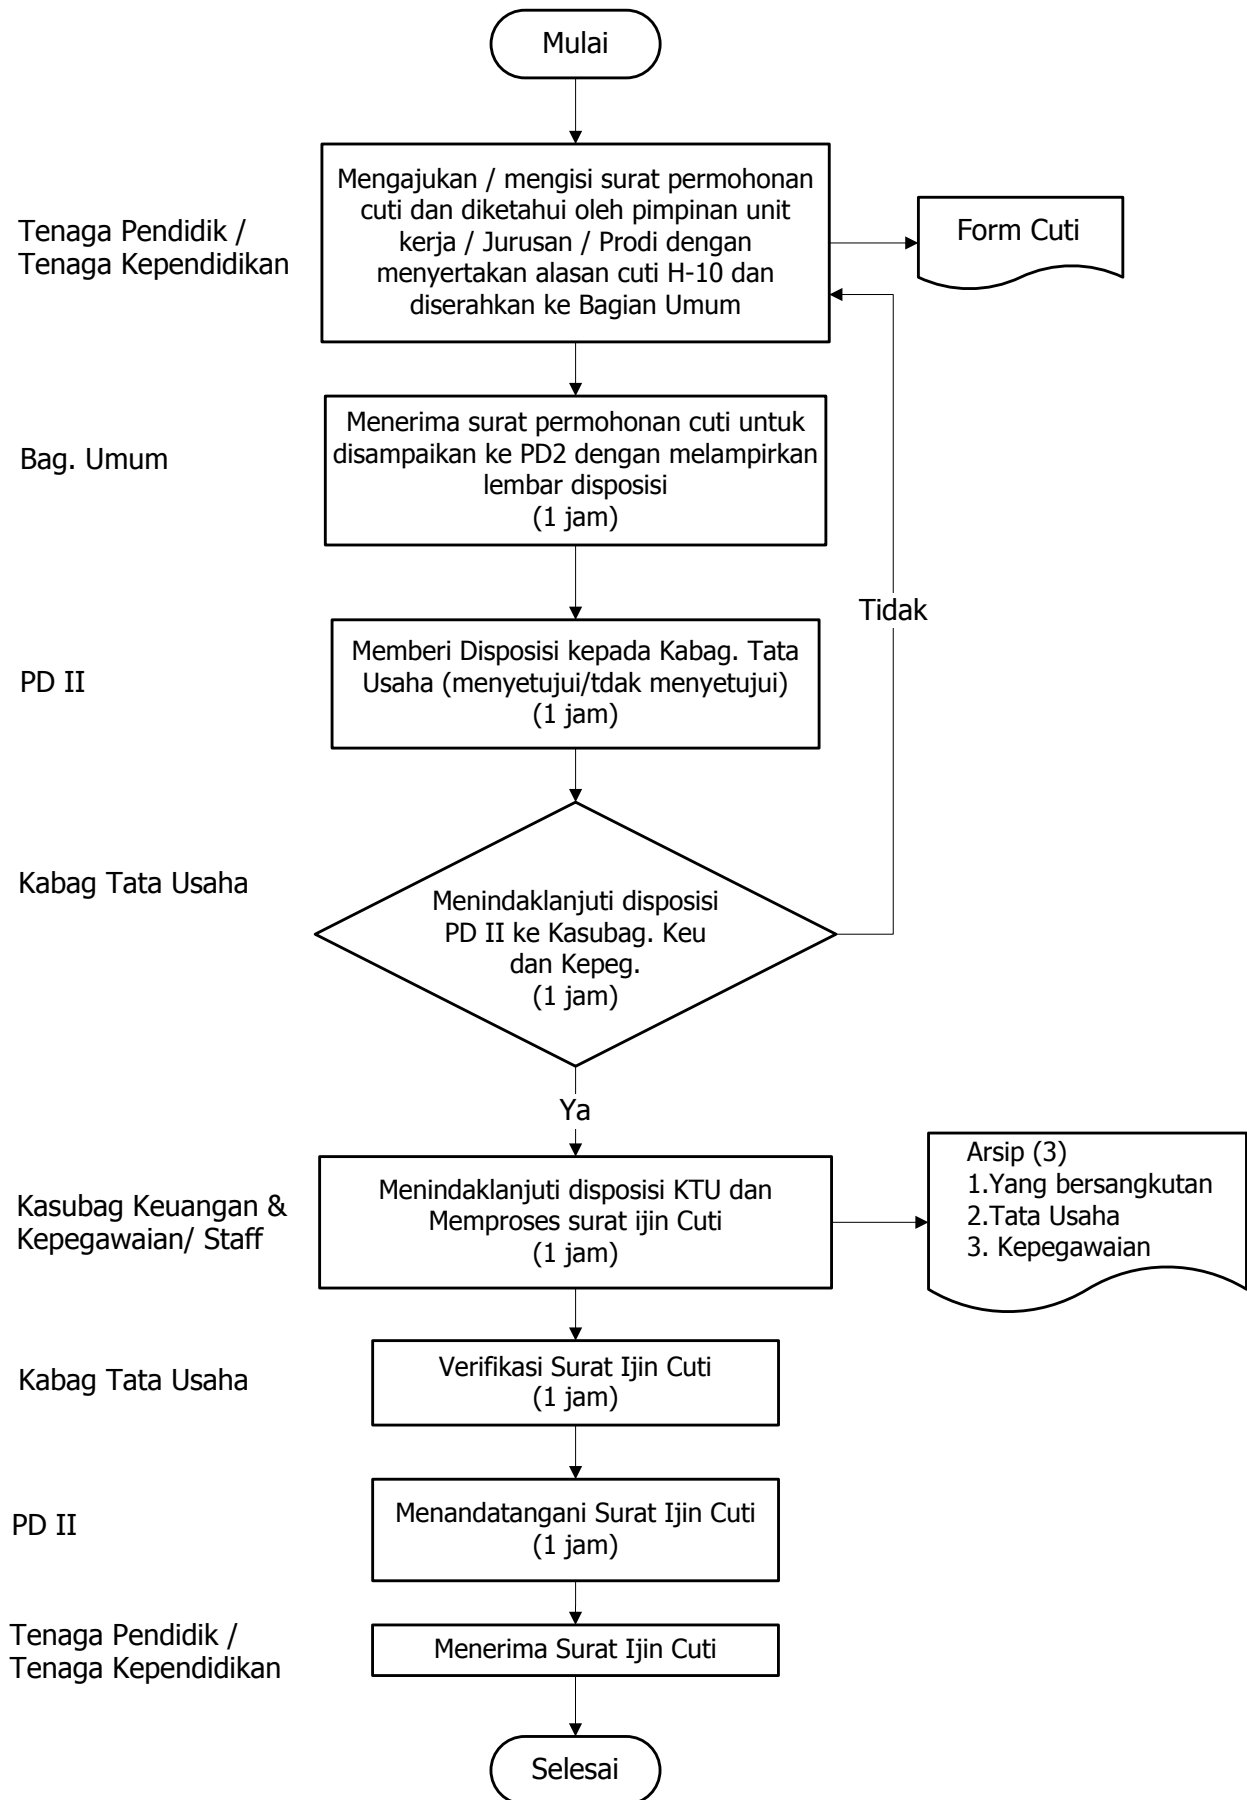 Mulai
Tenaga Pendidik /
Tenaga Kependidikan
Mengajukan / mengisi surat permohonan
cuti dan diketahui oleh pimpinan unit
kerja / Jurusan / Prodi dengan
menyertakan alasan cuti H-10 dan
diserahkan ke Bagian Umum
Form Cuti
Bag. Umum
Menerima surat permohonan cuti untuk
disampaikan ke PD2 dengan melampirkan
lembar disposisi
(1 jam)
Tidak
PD II
Memberi Disposisi kepada Kabag. Tata
Usaha (menyetujui/tdak menyetujui)
(1 jam)
Kabag Tata Usaha
Menindaklanjuti disposisi
PD II ke Kasubag. Keu
dan Kepeg.
(1 jam)
Ya
Kasubag Keuangan &
Kepegawaian/ Staff
Menindaklanjuti disposisi KTU dan
Memproses surat ijin Cuti
(1 jam)
Arsip (3)
1.Yang bersangkutan
2.Tata Usaha
3. Kepegawaian
Kabag Tata Usaha
Verifikasi Surat Ijin Cuti
(1 jam)
PD II
Menandatangani Surat Ijin Cuti
(1 jam)
Tenaga Pendidik /
Tenaga Kependidikan
Menerima Surat Ijin Cuti
Selesai